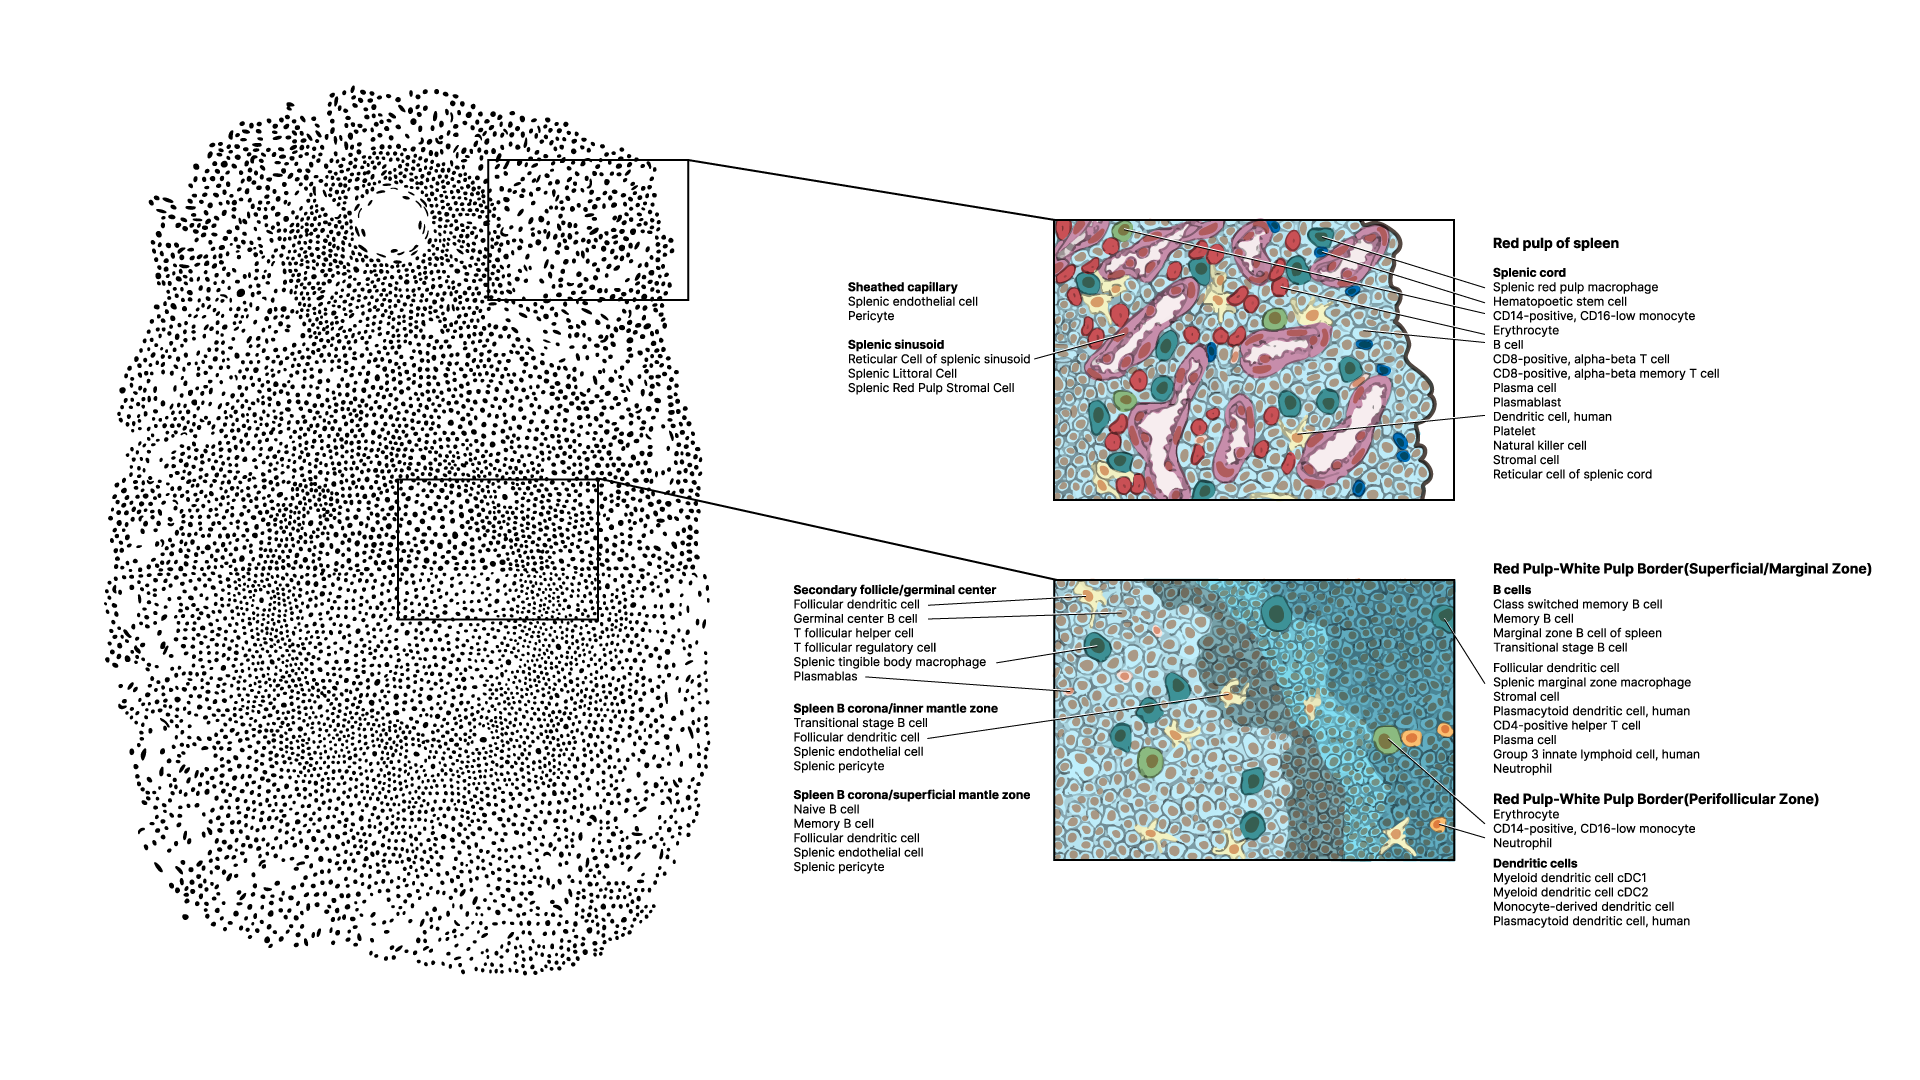 Sheathed capillary
Splenic endothelial cell
Pericyte
Splenic sinusoid
Reticular Cell of splenic sinusoid
Splenic Littoral Cell
Splenic Red Pulp Stromal Cell
Red pulp of spleen
Splenic cord
Splenic red pulp macrophage
Hematopoetic stem cell
CD14-positive, CD16-low monocyte
Erythrocyte
B cell
CD8-positive, alpha-beta T cell
CD8-positive, alpha-beta memory T cell
Plasma cell
Plasmablast
Dendritic cell, human
Platelet
Natural killer cell
Stromal cell
Reticular cell of splenic cord
Secondary follicle/germinal center
Follicular dendritic cell
Germinal center B cell
T follicular helper cell
T follicular regulatory cell
Splenic tingible body macrophage
Plasmablas
Spleen B corona/inner mantle zone
Transitional stage B cell
Follicular dendritic cell
Splenic endothelial cell
Splenic pericyte
Spleen B corona/superficial mantle zone
Naive B cell
Memory B cell
Follicular dendritic cell
Splenic endothelial cell
Splenic pericyte
Red Pulp-White Pulp Border(Superficial/Marginal Zone)
B cells
Class switched memory B cell
Memory B cell
Marginal zone B cell of spleen
Transitional stage B cell
Follicular dendritic cell
Splenic marginal zone macrophage
Stromal cell
Plasmacytoid dendritic cell, human
CD4-positive helper T cell
Plasma cell
Group 3 innate lymphoid cell, human
Neutrophil
Red Pulp-White Pulp Border(Perifollicular Zone)
Erythrocyte
CD14-positive, CD16-low monocyte
Neutrophil
Dendritic cells
Myeloid dendritic cell cDC1
Myeloid dendritic cell cDC2
Monocyte-derived dendritic cell
Plasmacytoid dendritic cell, human